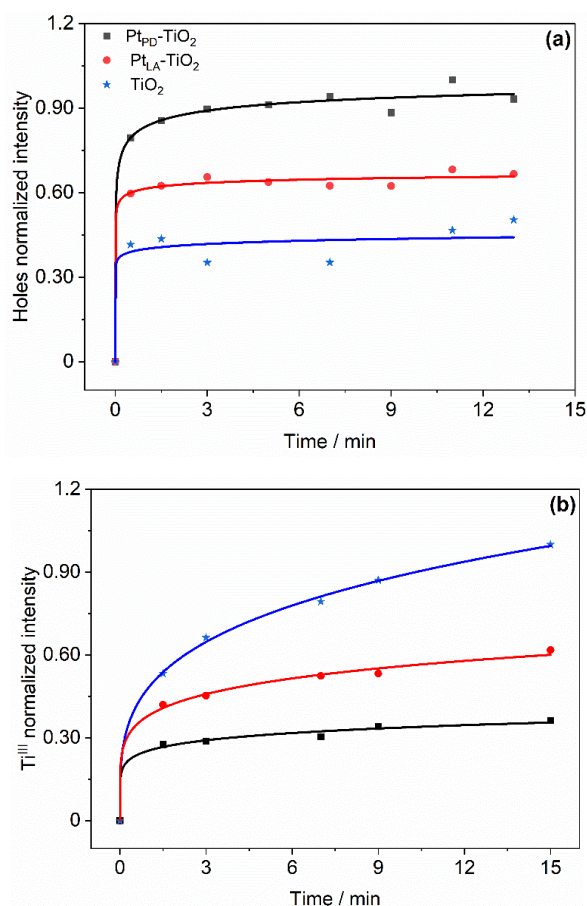 Pt_PD-TiO₂
(a)
Pt_LA-TiO₂
TiO₂
Holes normalized intensity
1.2
0.90
0.60
0.30
0
0 3 6 9 12 15
Time / min
(b)
Ti^III normalized intensity
1.2
0.90
0.60
0.30
0
0 3 6 9 12 15
Time / min